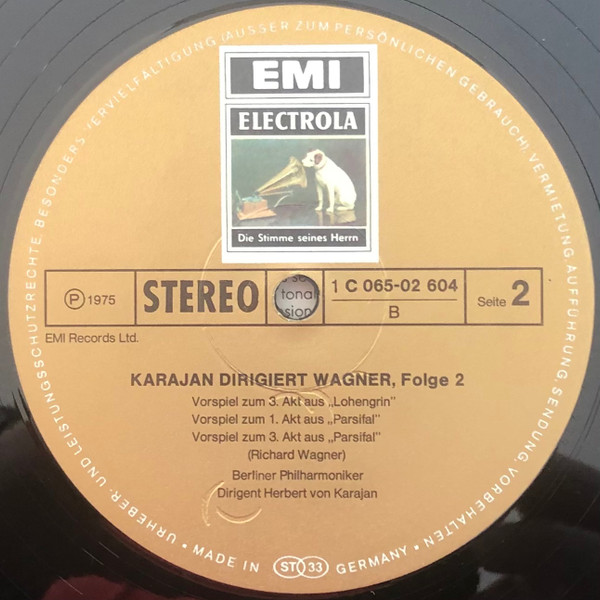 EMI
ELECTROLA
Die Stimme seines Herrn
℗ 1975
STEREO
tonal
1 C 065-02 604
B
Seite 2
EMI Records Ltd.
KARAJAN DIRIGIERT WAGNER, Folge 2
Vorspiel zum 3. Akt aus „Lohengrin”
Vorspiel zum 1. Akt aus „Parsifal”
Vorspiel zum 3. Akt aus „Parsifal”
(Richard Wagner)
Berliner Philharmoniker
Dirigent Herbert von Karajan
URHEBER- UND LEISTUNGSSCHUTZRECHTE, BESONDERS VERVIELFÄLTIGUNG (AUSSER ZUM PERSÖNLICHEN GEBRAUCH), VERMIETUNG, AUFFÜHRUNG, SENDUNG, VORBEHALTEN •
• MADE IN ST 33 GERMANY •